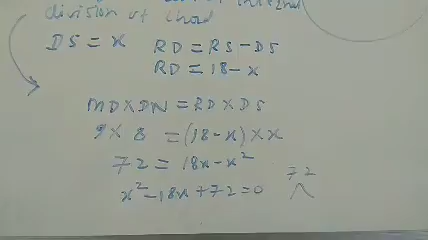 division of chord
DS = x RD = RS - DS
RD = 18 - x
MD x DN = RD x DS
9 x 8 = (18 - x) x x
72 = 18x - x²
x² - 18x + 72 = 0 72